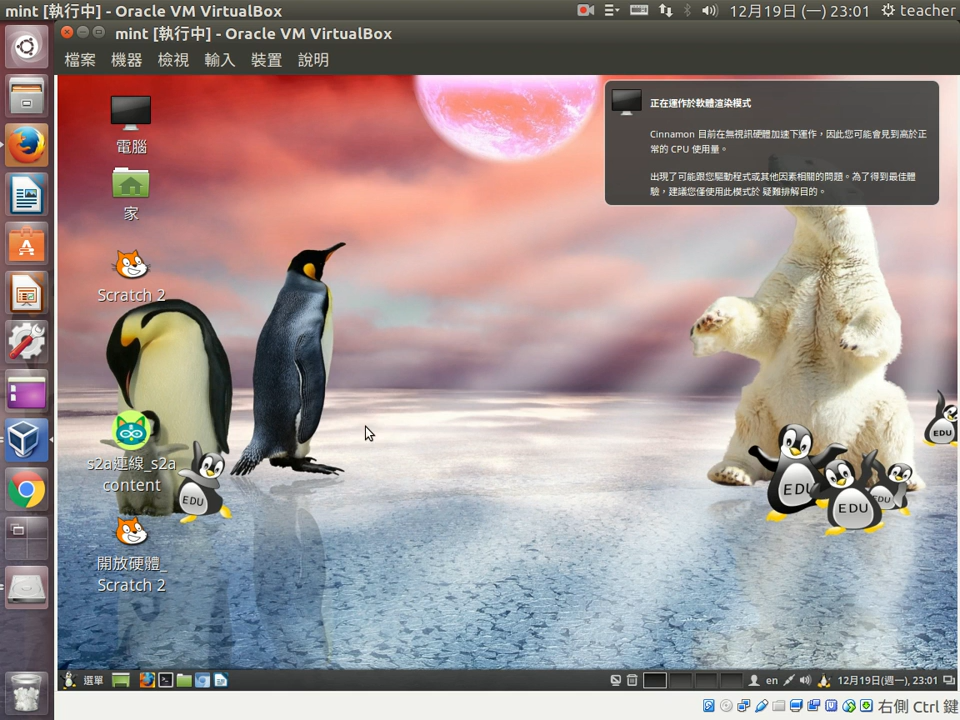 mint [執行中] - Oracle VM VirtualBox
12月19日 (一) 23:01
teacher
mint [執行中] - Oracle VM VirtualBox
檔案 機器 檢視 輸入 裝置 說明
正在運作於軟體渲染模式
Cinnamon 目前在無視訊硬體加速下運作，因此您可能會見到高於正
常的 CPU 使用量。
出現了可能跟您驅動程式或其他因素相關的問題。為了得到最佳體
驗，建議您僅使用此模式於 疑難排解目的。
電腦
家
Scratch 2
s2a連線_s2a
content
開放硬體_
Scratch 2
EDU
EDU
EDU
EDU
EDU
選單
en
12月19日(週一), 23:01
右側 Ctrl 鍵